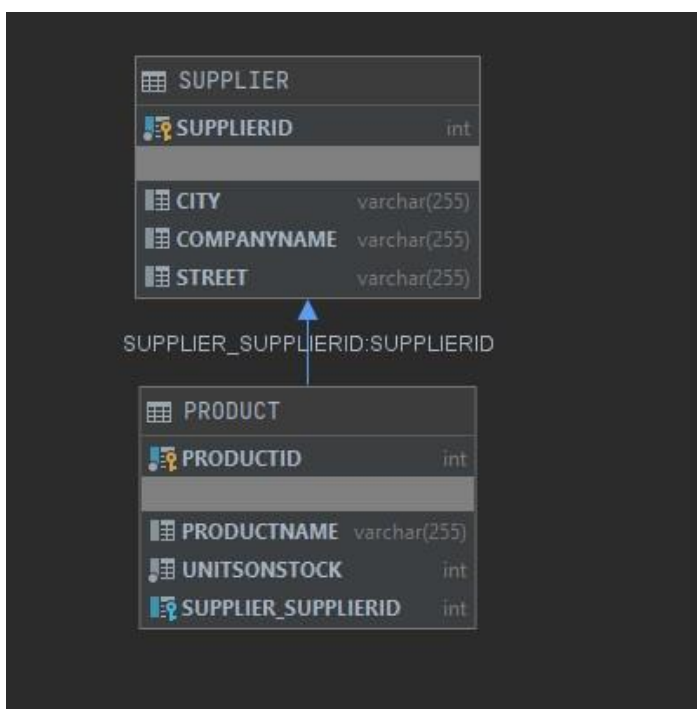 SUPPLIER
SUPPLIERID int
CITY varchar(255)
COMPANYNAME varchar(255)
STREET varchar(255)
SUPPLIER_SUPPLIERID:SUPPLIERID
PRODUCT
PRODUCTID int
PRODUCTNAME varchar(255)
UNITSONSTOCK int
SUPPLIER_SUPPLIERID int